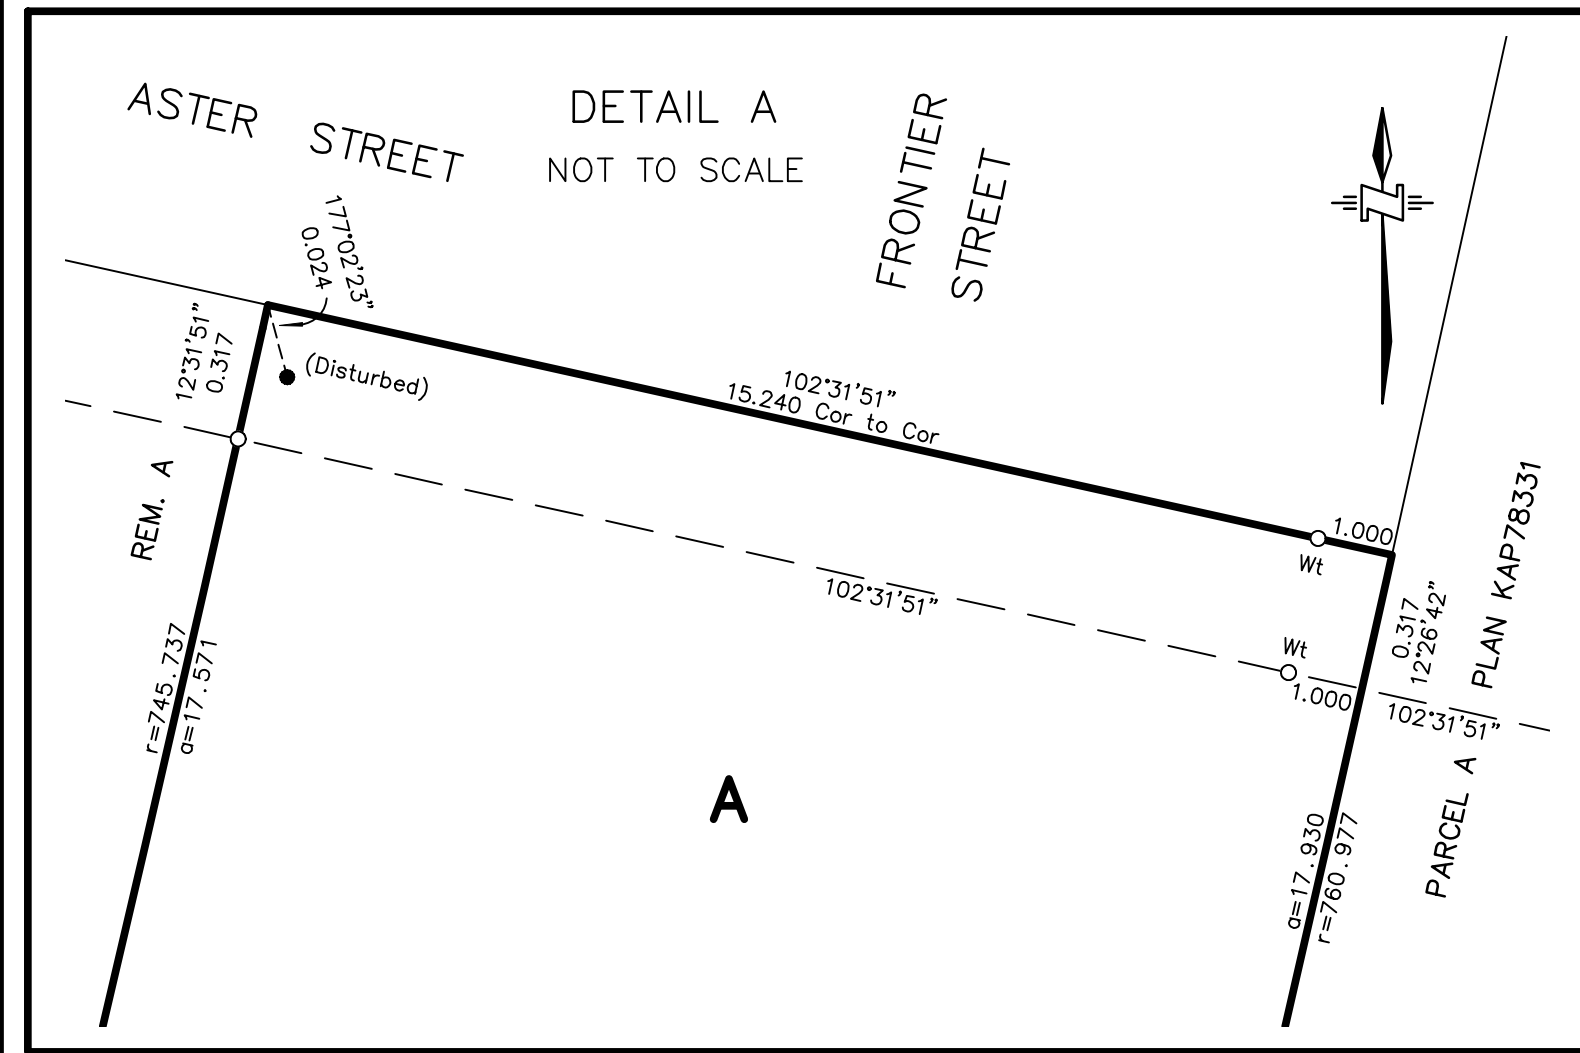 DETAIL A
NOT TO SCALE
ASTER STREET
FRONTIER
STREET
177°02'23"
0.024
12°31'51"
0.317
(Disturbed)
102°31'51"
15.240 Cor to Cor
1.000
Wt
REM. A
102°31'51"
Wt
1.000
0.317
12°26'42"
PLAN KAP78331
102°31'51"
r=745.737
a=17.571
A
a=17.930
r=760.977
PARCEL A